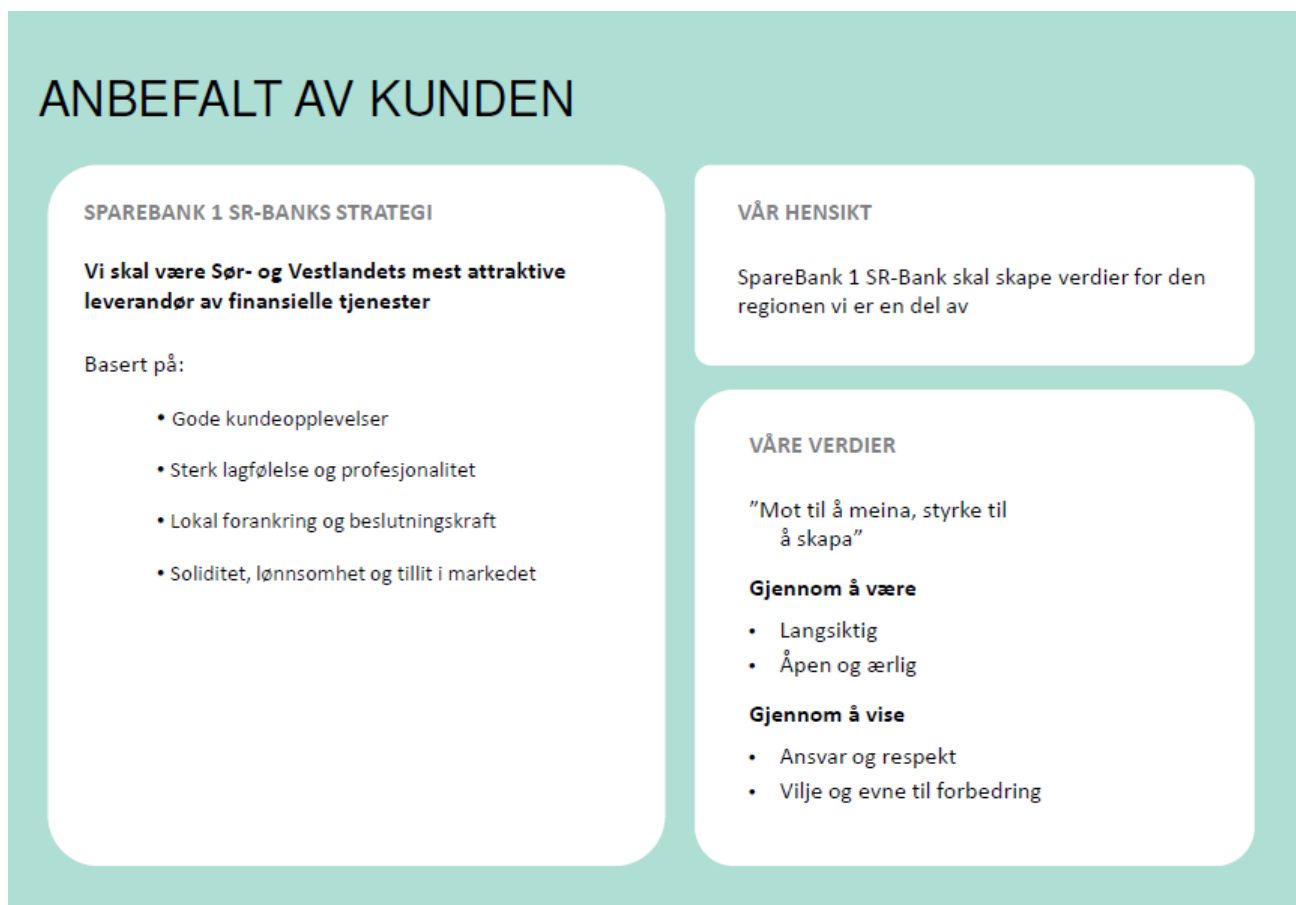 ANBEFALT AV KUNDEN
SPAREBANK 1 SR-BANKS STRATEGI
Vi skal være Sør- og Vestlandets mest attraktive
leverandør av finansielle tjenester
Basert på:
• Gode kundeopplevelser
• Sterk lagfølelse og profesjonalitet
• Lokal forankring og beslutningskraft
• Soliditet, lønnsomhet og tillit i markedet
VÅR HENSIKT
SpareBank 1 SR-Bank skal skape verdier for den
regionen vi er en del av
VÅRE VERDIER
”Mot til å meina, styrke til
å skapa”
Gjennom å være
• Langsiktig
• Åpen og ærlig
Gjennom å vise
• Ansvar og respekt
• Vilje og evne til forbedring